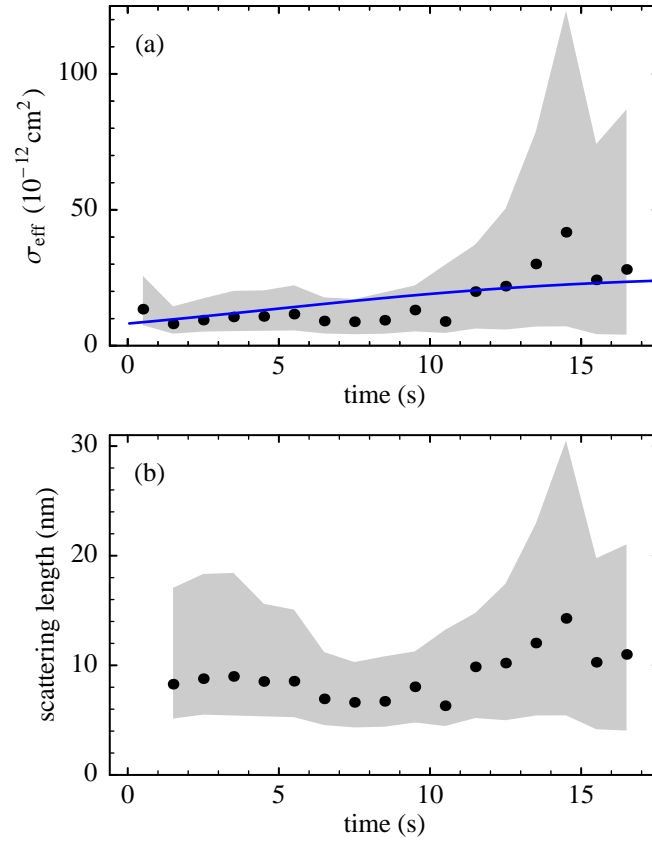 (a)
100
50
0
σeff (10−12 cm2)
0 5 10 15
time (s)
(b)
30
20
10
0
scattering length (nm)
0 5 10 15
time (s)